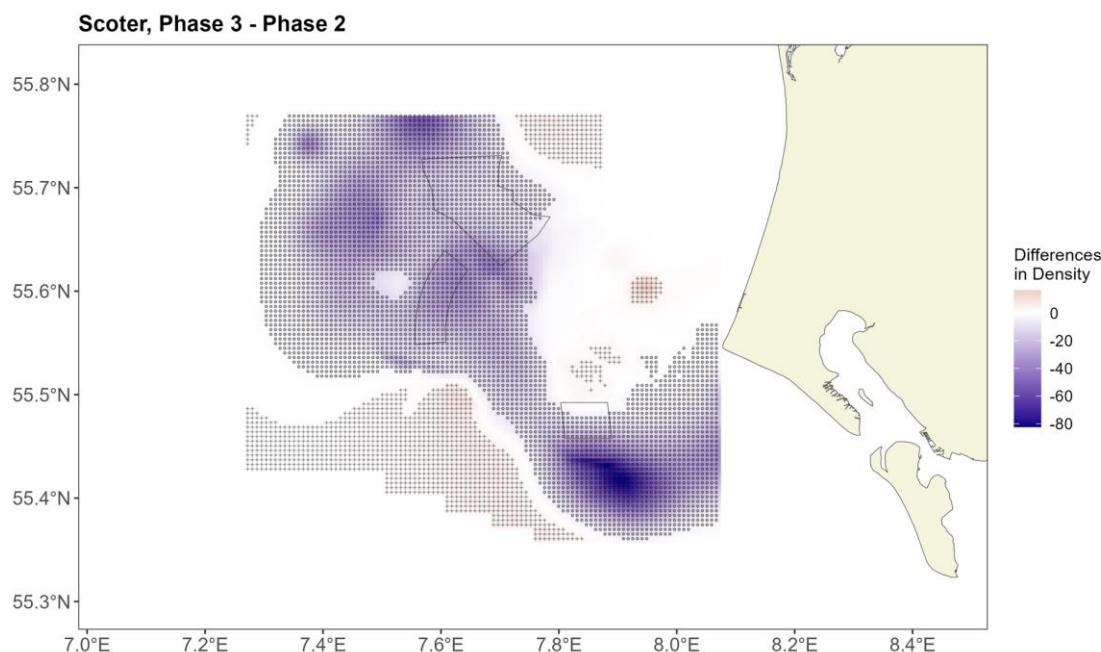 Scoter, Phase 3 - Phase 2
55.8°N
55.7°N
55.6°N
55.5°N
55.4°N
55.3°N
7.0°E 7.2°E 7.4°E 7.6°E 7.8°E 8.0°E 8.2°E 8.4°E
Differences
in Density
0
-20
-40
-60
-80